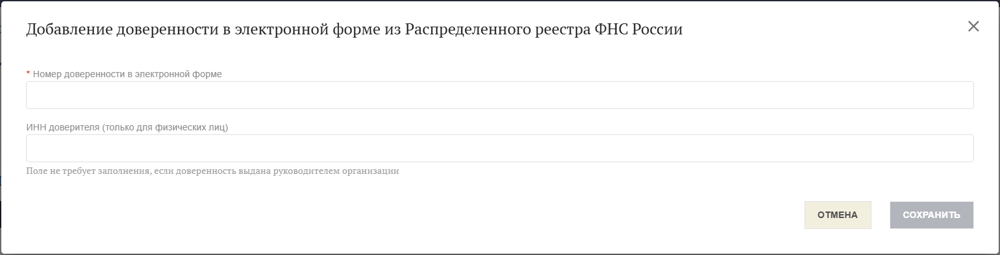 Добавление доверенности в электронной форме из Распределенного реестра ФНС России
* Номер доверенности в электронной форме
ИНН доверителя (только для физических лиц)
Поле не требует заполнения, если доверенность выдана руководителем организации
ОТМЕНА
СОХРАНИТЬ